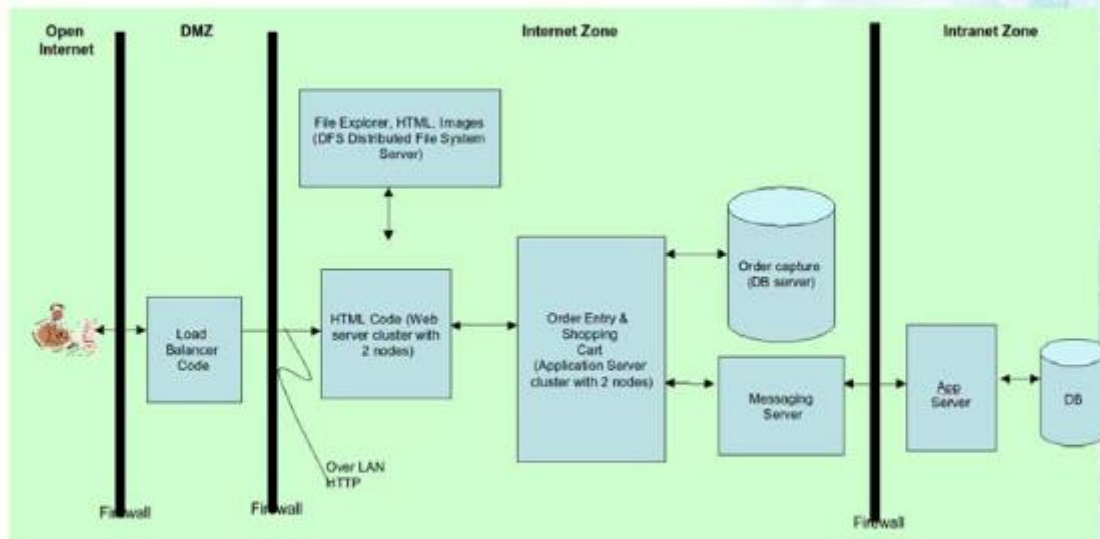 Open
Internet
DMZ
Internet Zone
Intranet Zone
File Explorer, HTML, Images
(DFS Distributed File System
Server)
Load
Balancer
Code
HTML Code (Web
server cluster with
2 nodes)
Order Entry &
Shopping
Cart
(Application Server
cluster with 2 nodes)
Order capture
(DB server)
Messaging
Server
App
Server
DB
Over LAN
HTTP
Firewall
Firewall
Firewall